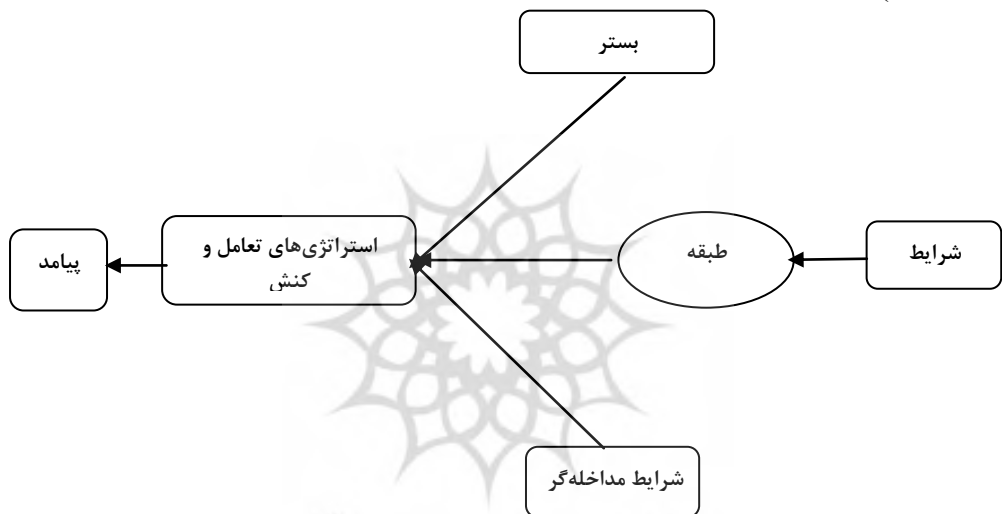 بستر
استراتژی‌های تعامل و
کنش
پیامد
طبقه
شرایط
شرایط مداخله‌گر